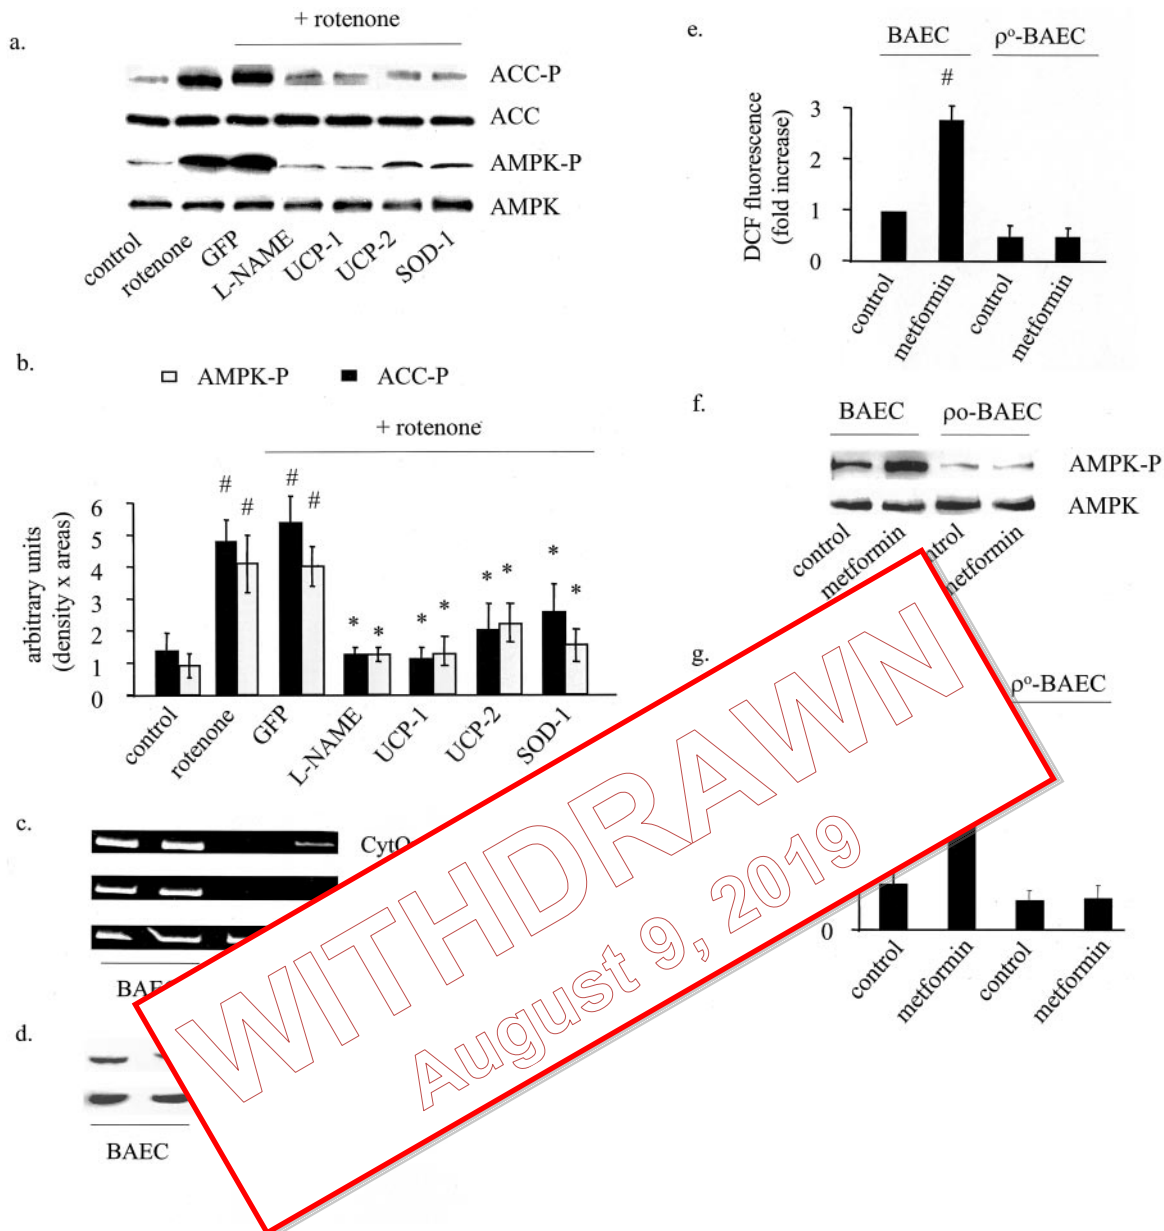 a.
+ rotenone
ACC-P
ACC
AMPK-P
AMPK
control
rotenone
GFP
L-NAME
UCP-1
UCP-2
SOD-1
b.
AMPK-P ACC-P
+ rotenone
# # # #
* * * * * * * *
arbitrary units
(density x areas)
6
5
4
3
2
1
0
control
rotenone
GFP
L-NAME
UCP-1
UCP-2
SOD-1
c.
BAEC
d.
BAEC
e.
BAEC ρº-BAEC
#
DCF fluorescence
(fold increase)
3
2
1
0
control
metformin
control
metformin
f.
BAEC ρo-BAEC
AMPK-P
AMPK
control
metformin
metformin
g.
ρº-BAEC
0
control
metformin
control
metformin
WITHDRAWN
August 9, 2019